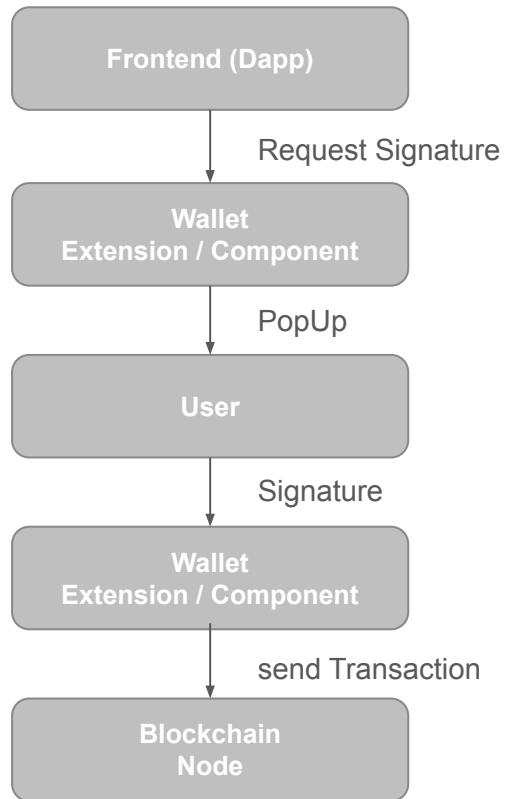 Frontend (Dapp)
Request Signature
Wallet
Extension / Component
PopUp
User
Signature
Wallet
Extension / Component
send Transaction
Blockchain
Node